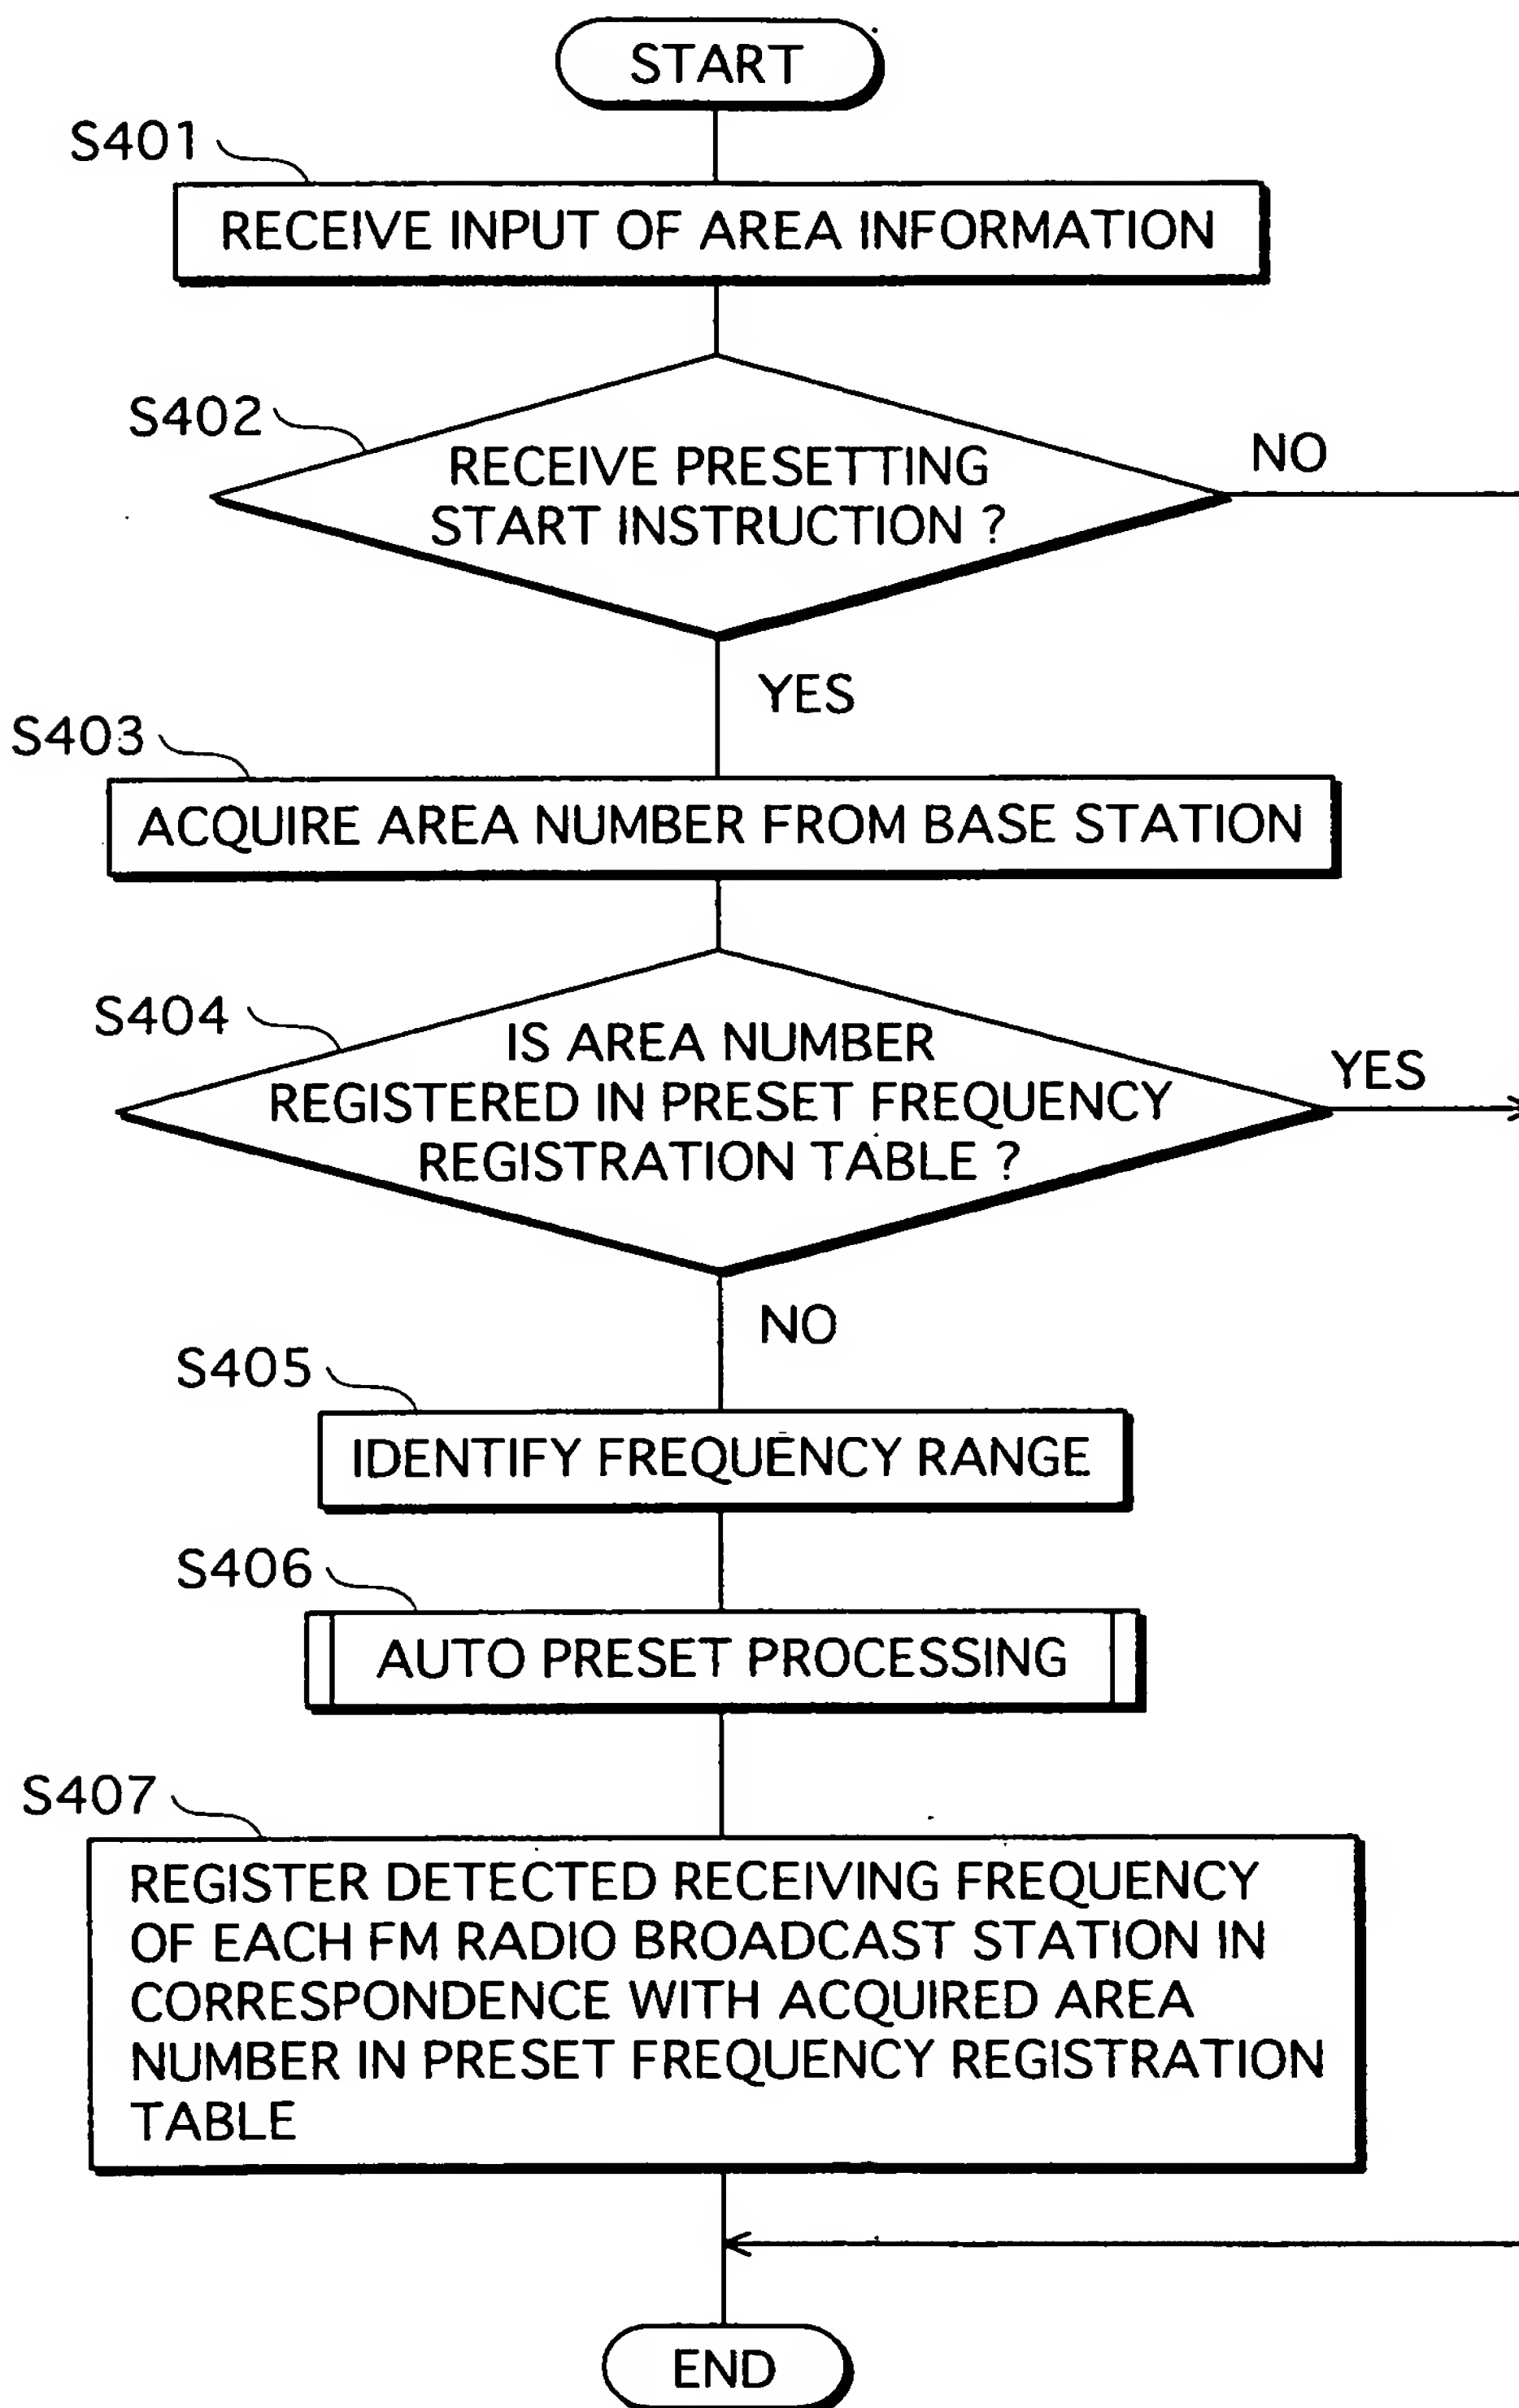 START
S401
RECEIVE INPUT OF AREA INFORMATION
S402
RECEIVE PRESETTING
START INSTRUCTION ?
NO
YES
S403
ACQUIRE AREA NUMBER FROM BASE STATION
S404
IS AREA NUMBER
REGISTERED IN PRESET FREQUENCY
REGISTRATION TABLE ?
YES
NO
S405
IDENTIFY FREQUENCY RANGE
S406
AUTO PRESET PROCESSING
S407
REGISTER DETECTED RECEIVING FREQUENCY
OF EACH FM RADIO BROADCAST STATION IN
CORRESPONDENCE WITH ACQUIRED AREA
NUMBER IN PRESET FREQUENCY REGISTRATION
TABLE
END